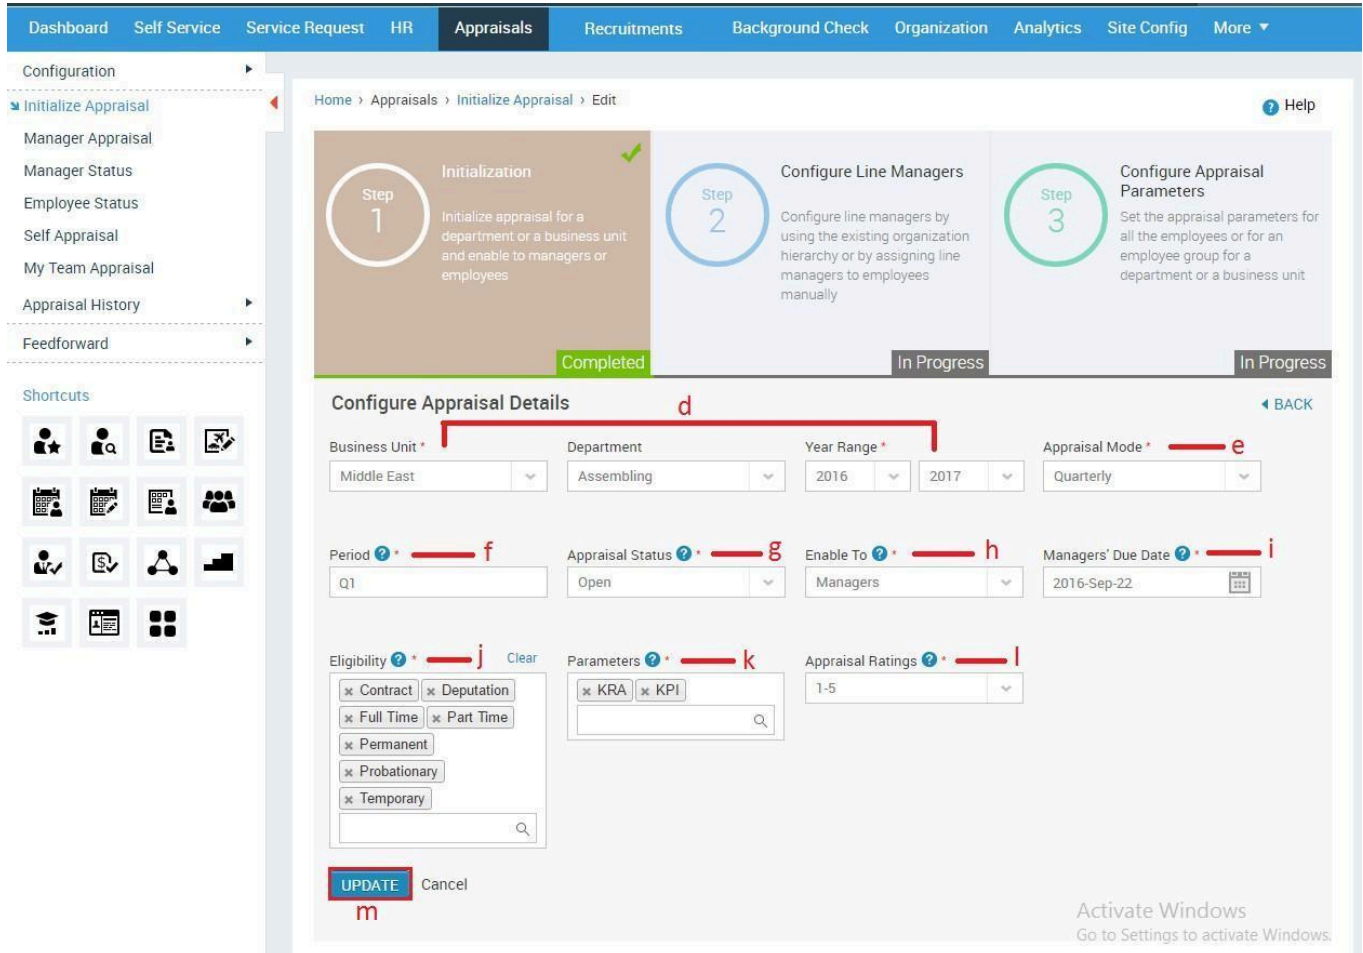 Dashboard Self Service Service Request HR Appraisals Recruitments Background Check Organization Analytics Site Config More
Configuration
Initialize Appraisal
Manager Appraisal
Manager Status
Employee Status
Self Appraisal
My Team Appraisal
Appraisal History
Feedforward
Shortcuts
Home › Appraisals › Initialize Appraisal › Edit
? Help
Step
1
Initialization
Initialize appraisal for a
department or a business unit
and enable to managers or
employees
Completed
Step
2
Configure Line Managers
Configure line managers by
using the existing organization
hierarchy or by assigning line
managers to employees
manually
In Progress
Step
3
Configure Appraisal
Parameters
Set the appraisal parameters for
all the employees or for an
employee group for a
department or a business unit
In Progress
Configure Appraisal Details
d
BACK
Business Unit * Department Year Range * Appraisal Mode * e
Middle East Assembling 2016 2017 Quarterly
Period ? * f Appraisal Status ? * g Enable To ? * h Managers' Due Date ? * i
Q1 Open Managers 2016-Sep-22
Eligibility ? * j Clear Parameters ? * k Appraisal Ratings ? * l
× Contract × Deputation × KRA × KPI 1-5
× Full Time × Part Time
× Permanent
× Probationary
× Temporary
UPDATE Cancel
m
Activate Windows
Go to Settings to activate Windows.